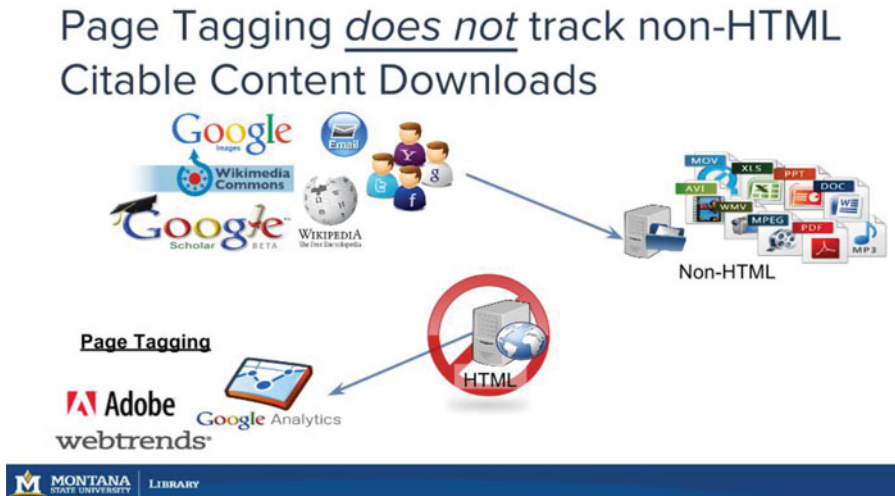 Page Tagging does not track non-HTML
Citable Content Downloads
Google
Images
Email
Wikimedia
Commons
Y
g
t
f
Google
Scholar BETA
WIKIPEDIA
The Free Encyclopedia
MOV
XLS
PPT
DOC
AVI
WMV
MPEG
PDF
MP3
W
Non-HTML
Page Tagging
HTML
Adobe
Google Analytics
webtrends
MONTANA
STATE UNIVERSITY
LIBRARY